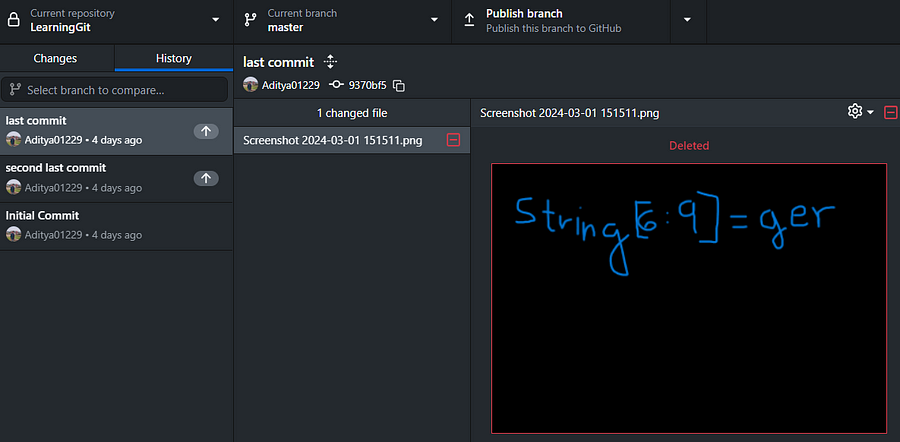 Current repository
LearningGit
Current branch
master
Publish branch
Publish this branch to GitHub
Changes
History
Select branch to compare...
last commit
Aditya01229 • 4 days ago
second last commit
Aditya01229 • 4 days ago
Initial Commit
Aditya01229 • 4 days ago
last commit
Aditya01229
9370bf5
1 changed file
Screenshot 2024-03-01 151511.png
Screenshot 2024-03-01 151511.png
Deleted
String[6:9]=ger